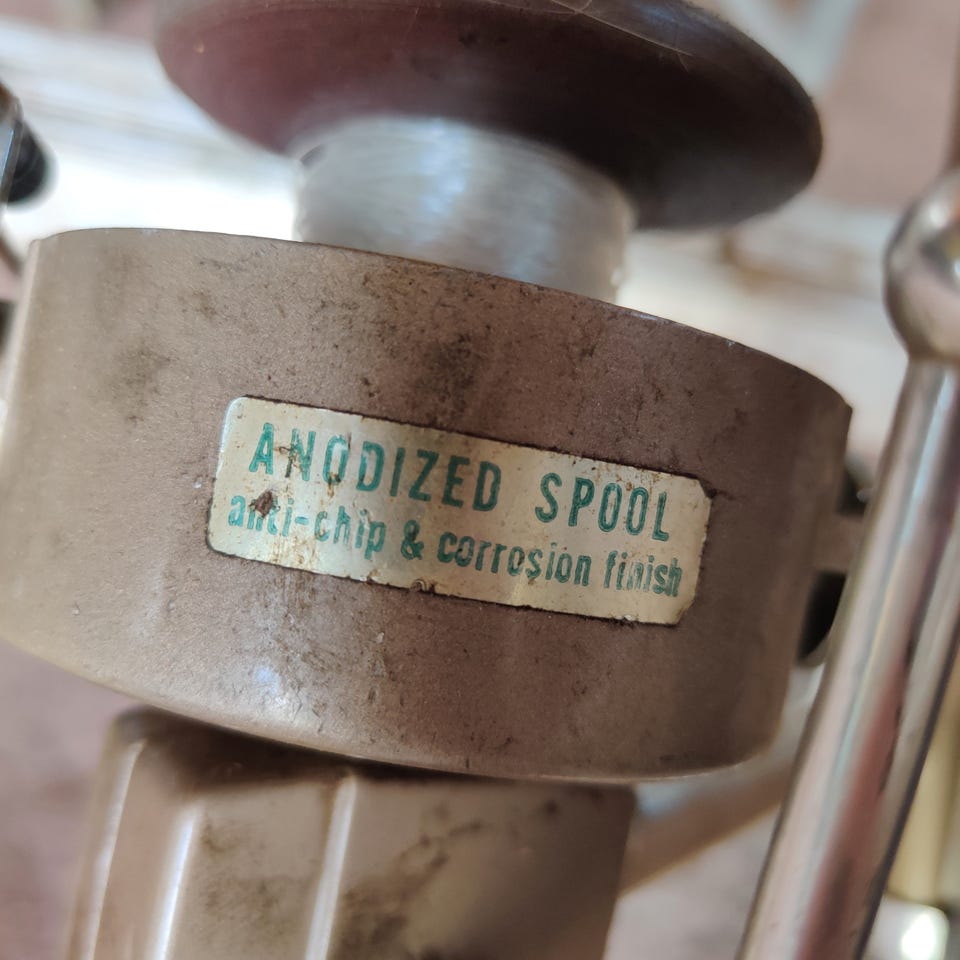 ANODIZED SPOOL
anti-chip & corrosion finish